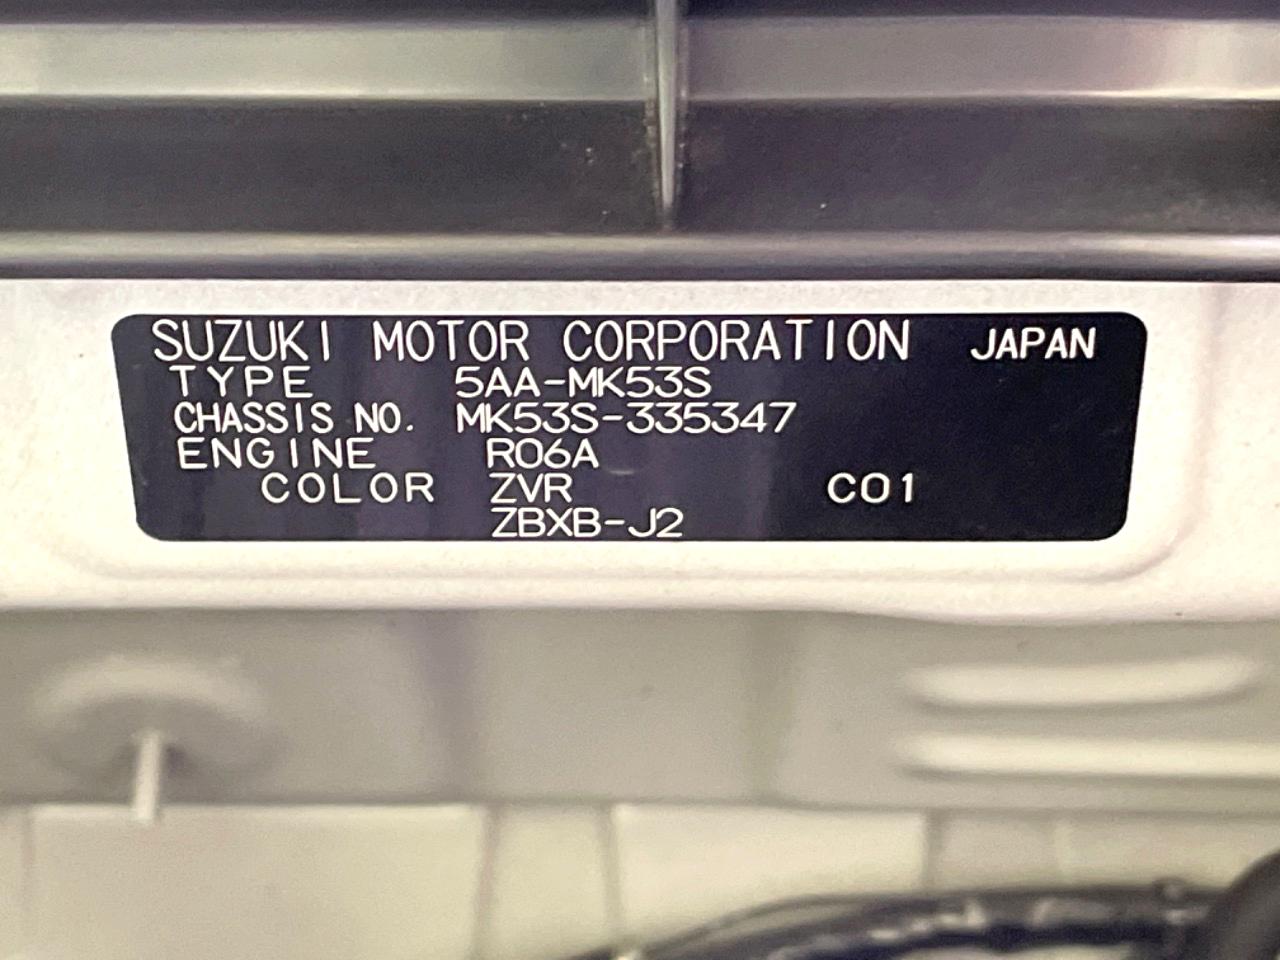 SUZUKI MOTOR CORPORATION JAPAN
TYPE 5AA-MK53S
CHASSIS NO. MK53S-335347
ENGINE R06A
COLOR ZVR C01
ZBXB-J2